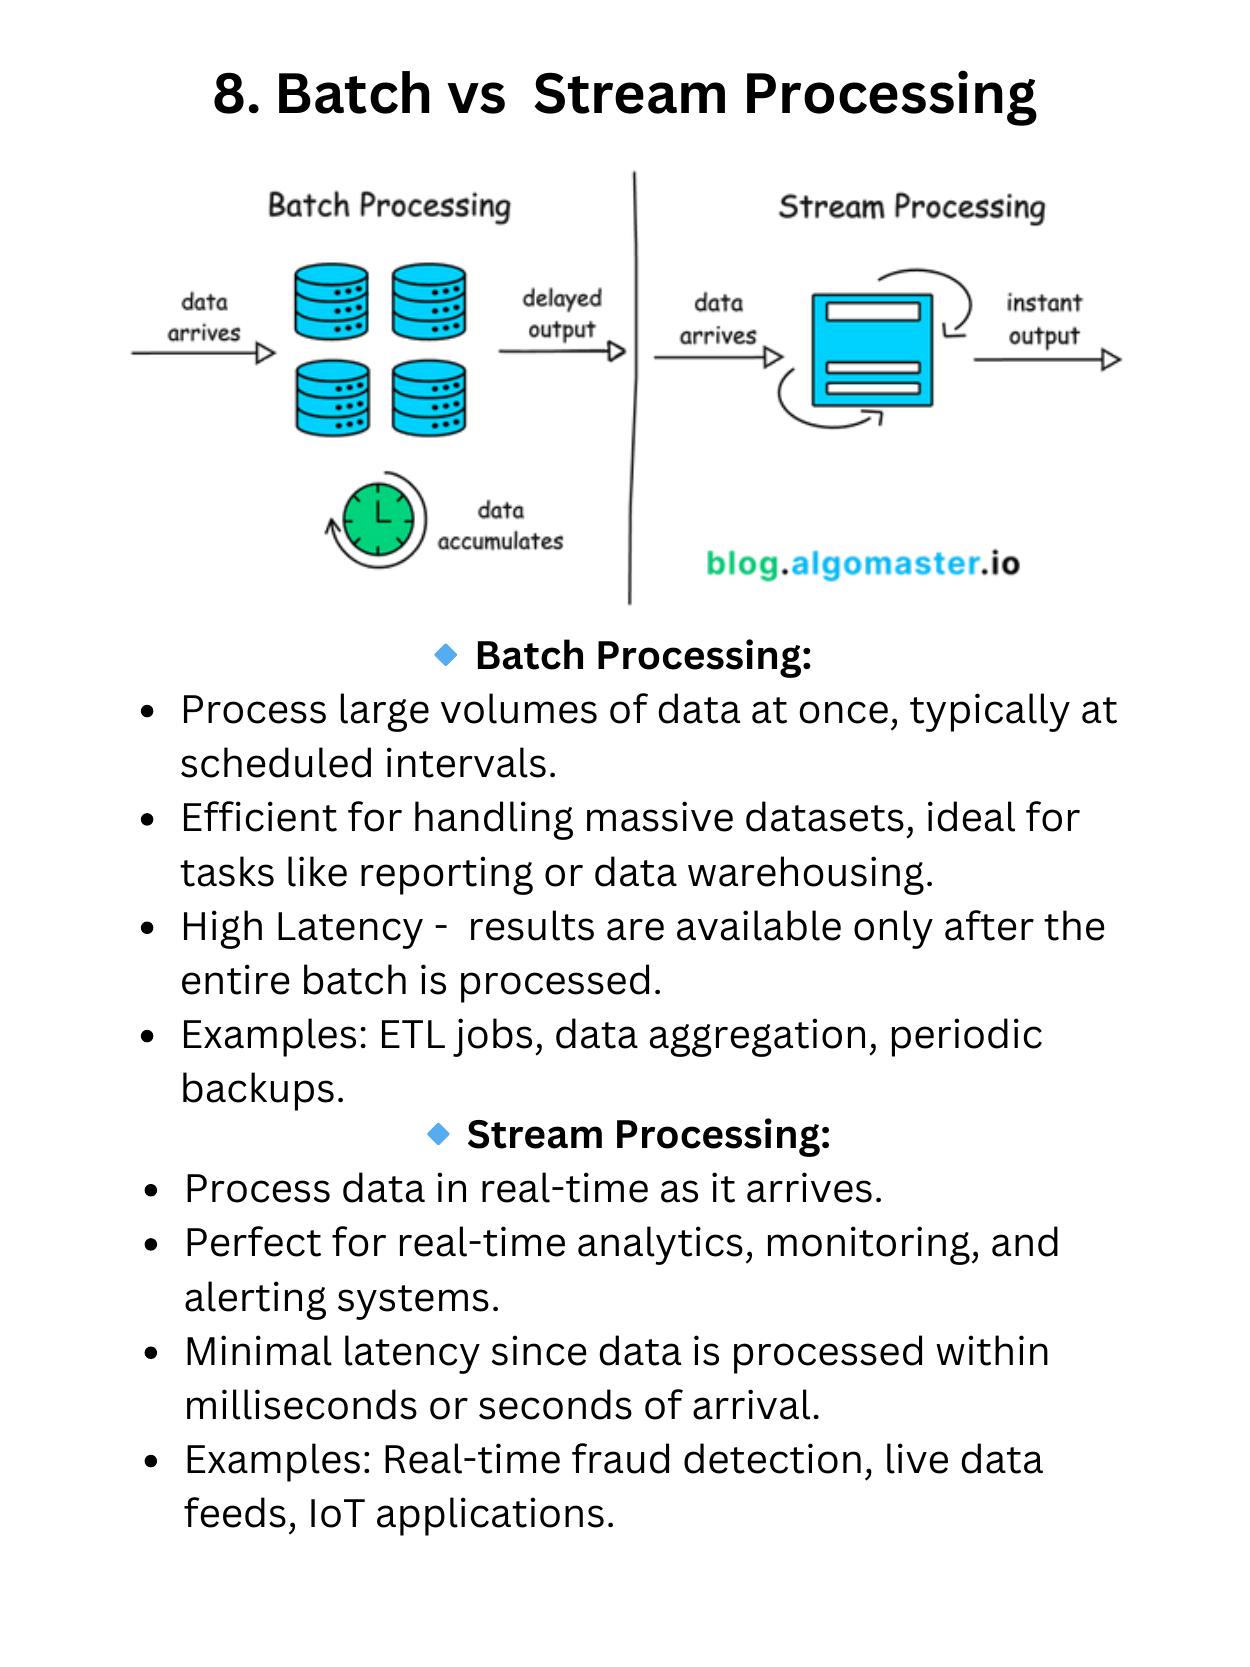 8. Batch vs  Stream Processing
Batch Processing
data
arrives
delayed
output
data
accumulates
Stream Processing
data
arrives
instant
output
blog.algomaster.io
🔹 Batch Processing:
• Process large volumes of data at once, typically at
scheduled intervals.
• Efficient for handling massive datasets, ideal for
tasks like reporting or data warehousing.
• High Latency -  results are available only after the
entire batch is processed.
• Examples: ETL jobs, data aggregation, periodic
backups.
🔹 Stream Processing:
• Process data in real-time as it arrives.
• Perfect for real-time analytics, monitoring, and
alerting systems.
• Minimal latency since data is processed within
milliseconds or seconds of arrival.
• Examples: Real-time fraud detection, live data
feeds, IoT applications.